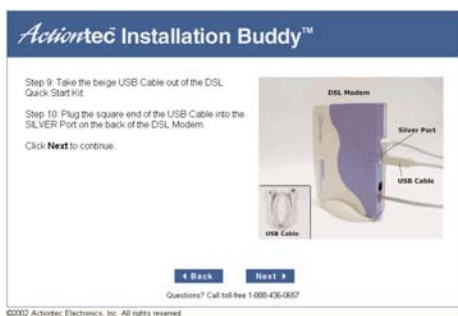 Actiontec Installation Buddy™
Step 9: Take the beige USB Cable out of the DSL
Quick Start Kit.
Step 10: Plug the square end of the USB Cable into the
SILVER Port on the back of the DSL Modem.
Click Next to continue.
DSL Modem
Silver Port
USB Cable
USB Cable
Back
Next
Questions? Call toll-free 1-888-436-0657
©2002 Actiontec Electronics, Inc. All rights reserved.